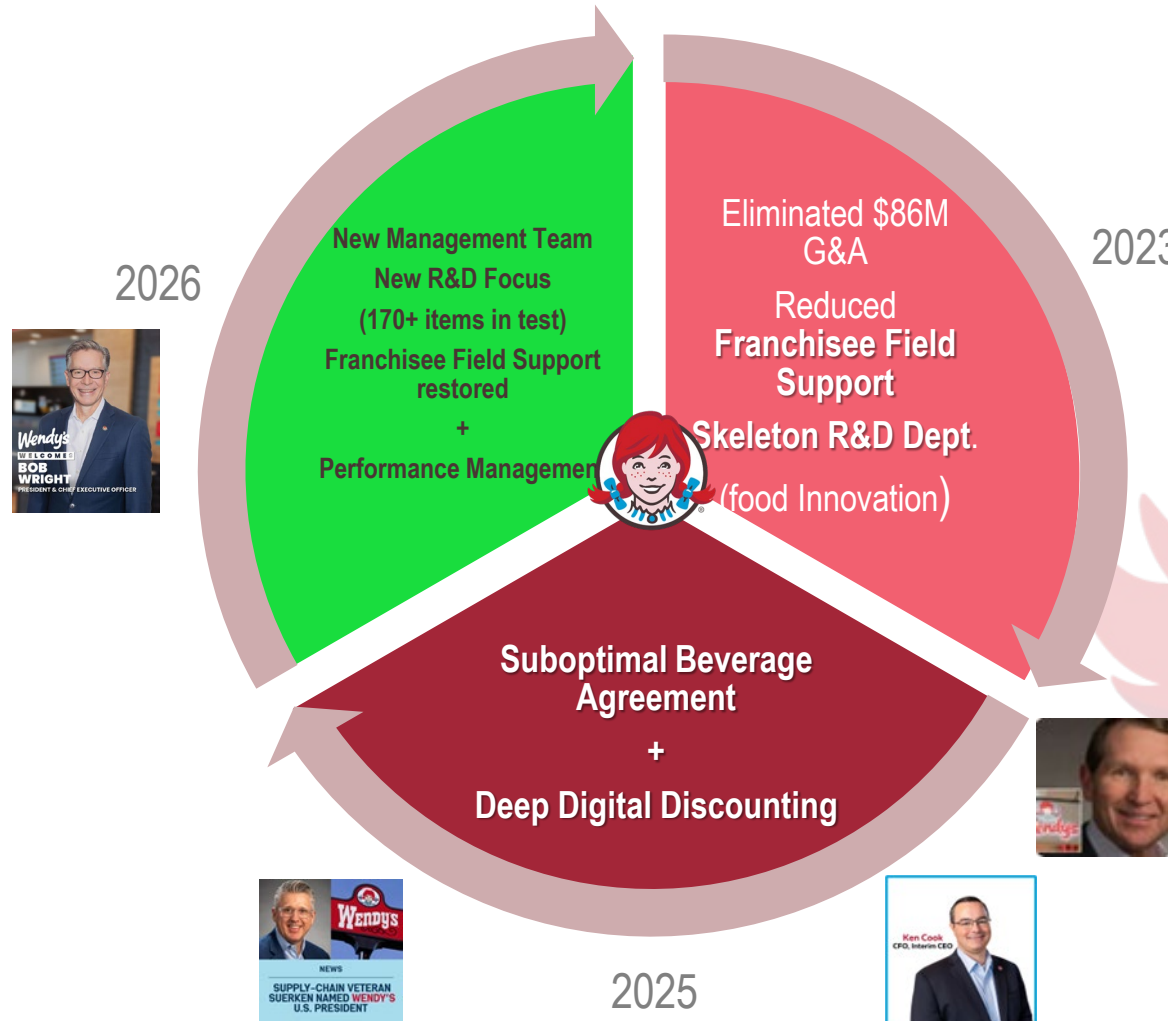 New Management Team
New R&D Focus
(170+ items in test)
Franchisee Field Support
restored
+
Performance Managemen
2026
Wendy's
WELCOMES
BOB
WRIGHT
PRESIDENT & CHIEF EXECUTIVE OFFICER
Eliminated $86M
G&A
Reduced
Franchisee Field
Support
Skeleton R&D Dept.
(food Innovation)
2023
®
Suboptimal Beverage
Agreement
+
Deep Digital Discounting
WENDY'S
NEWS
SUPPLY-CHAIN VETERAN
SUERKEN NAMED WENDY'S
U.S. PRESIDENT
2025
Ken Cook
CFO, Interim CEO